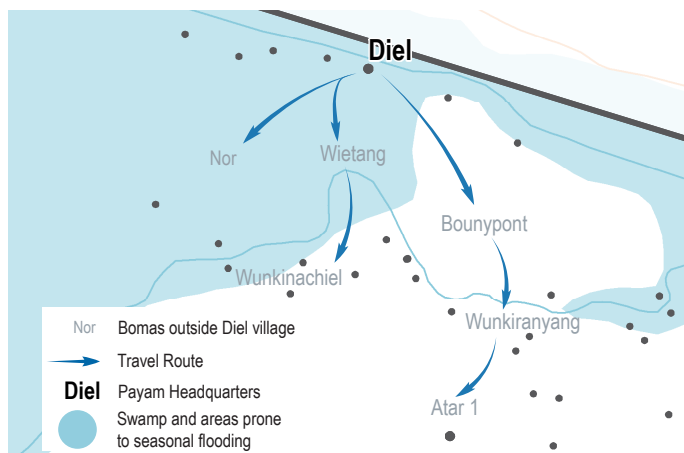 Diel
Nor
Wietang
Bounypont
Wunkinachiel
Wunkiranyang
Atar 1
Nor Bomas outside Diel village
Travel Route
Diel Payam Headquarters
Swamp and areas prone
to seasonal flooding